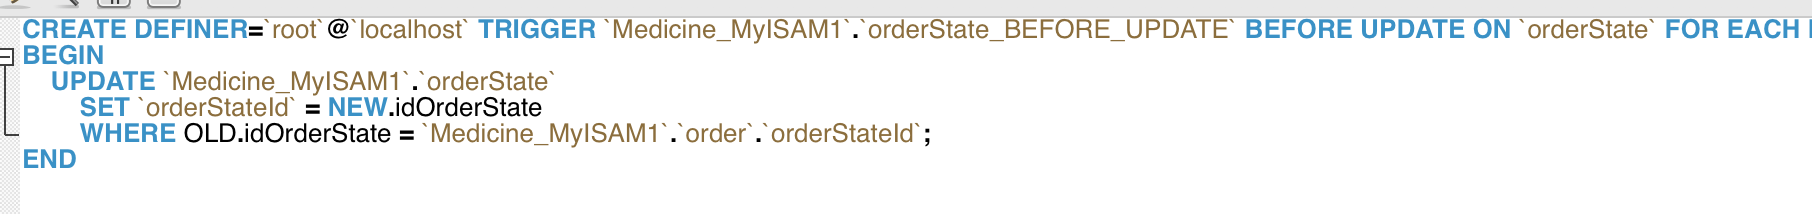 CREATE DEFINER=`root`@`localhost` TRIGGER `Medicine_MyISAM1`.`orderState_BEFORE_UPDATE` BEFORE UPDATE ON `orderState` FOR EACH
BEGIN
UPDATE `Medicine_MyISAM1`.`orderState`
SET `orderStateId` = NEW.idOrderState
WHERE OLD.idOrderState = `Medicine_MyISAM1`.`order`.`orderStateId`;
END